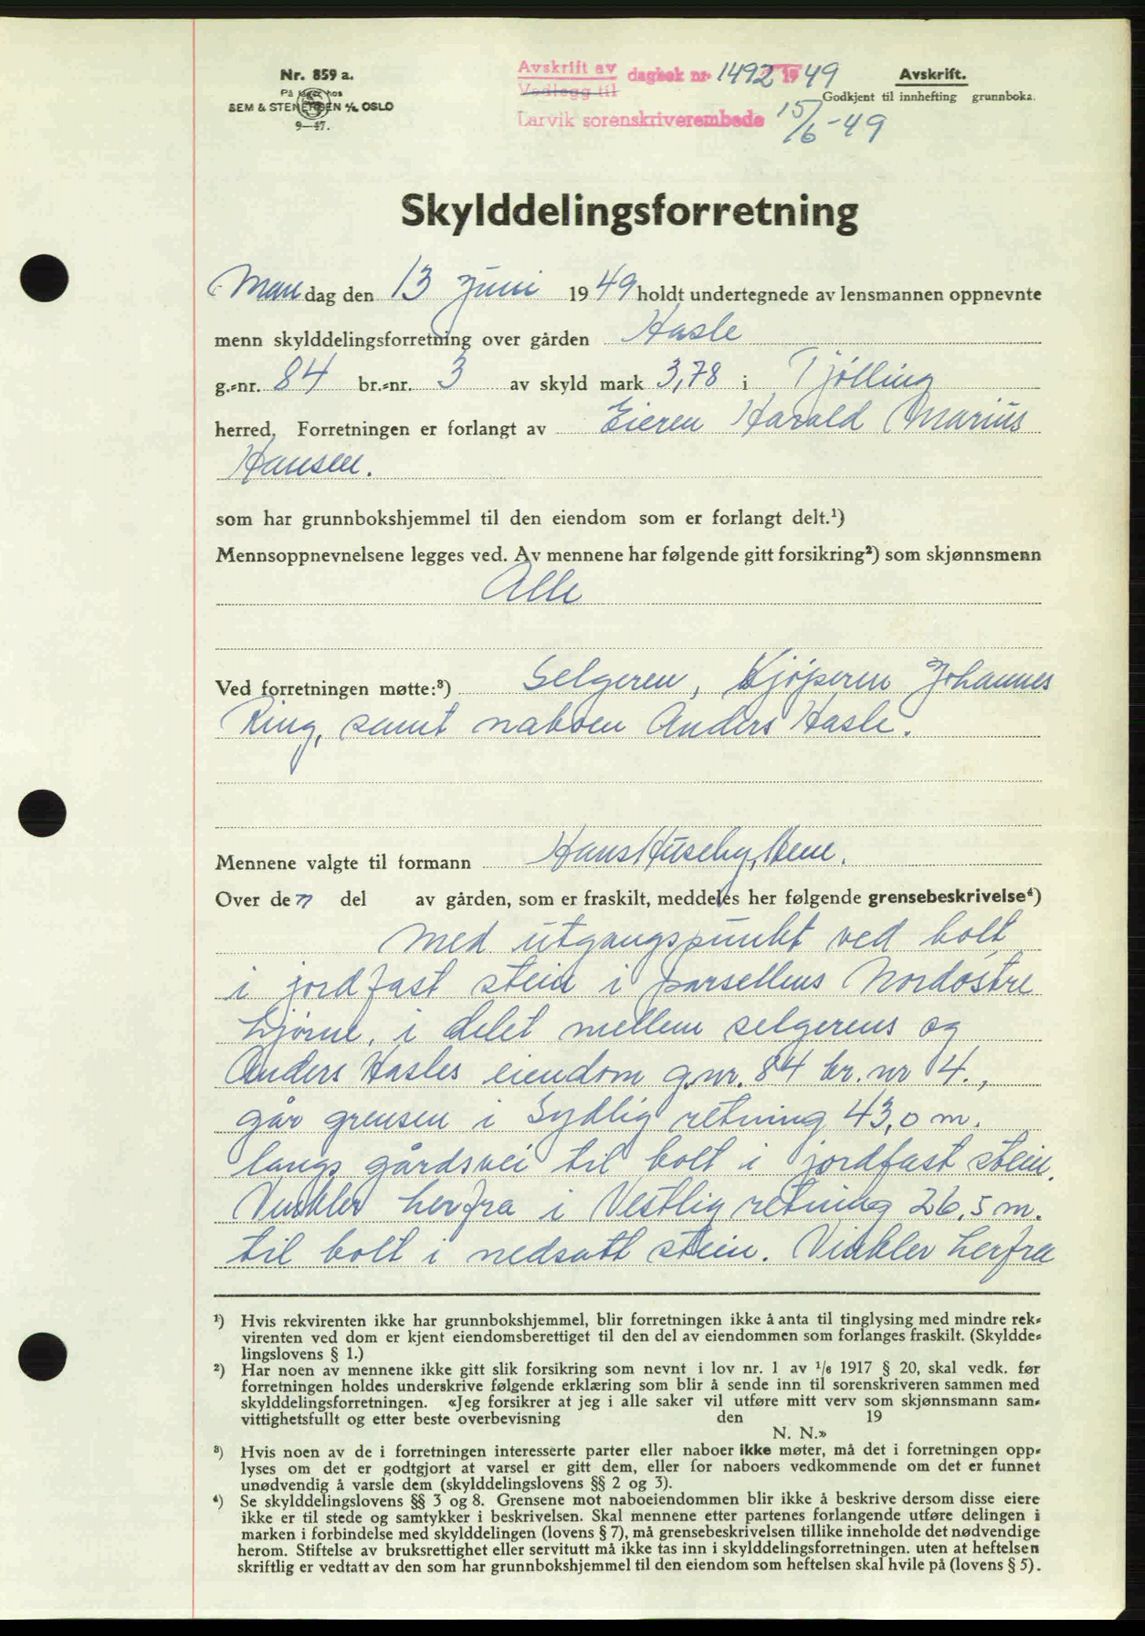 Nr. 859 a.
På lager hos
SEM & STENERSEN A/S OSLO
9—47.
Avskrift av dagbok nr 1492 1949
Vedlegg til
Larvik sorenskriverembede 15/6-49
Avskrift.
Godkjent til innhefting grunnboka.
Skylddelingsforretning
Mandag den 13 Juni 1949 holdt undertegnede av lensmannen oppnevnte
menn skylddelingsforretning over gården Hasle
g.-nr. 84 br.-nr. 3 av skyld mark 3,78 i Tjølling
herred. Forretningen er forlangt av Eieren Harald Marius
Hansen.
som har grunnbokshjemmel til den eiendom som er forlangt delt.¹)
Mennsoppnevnelsene legges ved. Av mennene har følgende gitt forsikring²) som skjønnsmenn
Alle
Ved forretningen møtte:³) Selgeren, Kjøperen Johannes
Ring, samt naboen Anders Hasle.
Mennene valgte til formann Hans Huseby,
Over den del av gården, som er fraskilt, meddeles her følgende grensebeskrivelse⁴)
Med utgangspunkt ved bolt
i jordfast stein i parsellens Nordøstre
hjørne, i delet mellem selgerens og
Anders Hasles eiendom g.nr. 84 br. nr 4.,
går grensen i Sydlig retning 43,0 m.
langs gårdsvei til bolt i jordfast stein.
Vinkler herfra i Vestlig retning 26,5 m.
til bolt i nedsatt stein. Vinkler herfra
¹) Hvis rekvirenten ikke har grunnbokshjemmel, blir forretningen ikke å anta til tinglysing med mindre rek-
virenten ved dom er kjent eiendomsberettiget til den del av eiendommen som forlanges fraskilt. (Skyldde-
lingslovens § 1.)
²) Har noen av mennene ikke gitt slik forsikring som nevnt i lov nr. 1 av 1/6 1917 § 20, skal vedk. før
forretningen holdes underskrive følgende erklæring som blir å sende inn til sorenskriveren sammen med
skylddelingsforretningen. «Jeg forsikrer at jeg i alle saker vil utføre mitt verv som skjønnsmann sam-
vittighetsfullt og etter beste overbevisning den 19
N. N.»
³) Hvis noen av de i forretningen interesserte parter eller naboer ikke møter, må det i forretningen opp-
lyses om det er godtgjort at varsel er gitt dem, eller for naboers vedkommende om det er funnet
unødvendig å varsle dem (skylddelingslovens §§ 2 og 3).
⁴) Se skylddelingslovens §§ 3 og 8. Grensene mot naboeiendommen blir ikke å beskrive dersom disse eiere
ikke er til stede og samtykker i beskrivelsen. Skal mennene etter partenes forlangende utføre delingen i
marken i forbindelse med skylddelingen (lovens § 7), må grensebeskrivelsen tillike inneholde det nødvendige
herom. Stiftelse av bruksrettighet eller servitutt må ikke tas inn i skylddelingsforretningen. uten at heftelsen
skriftlig er vedtatt av den som har grunnbokshjemmel til den eiendom som heftelsen skal hvile på (lovens § 5).